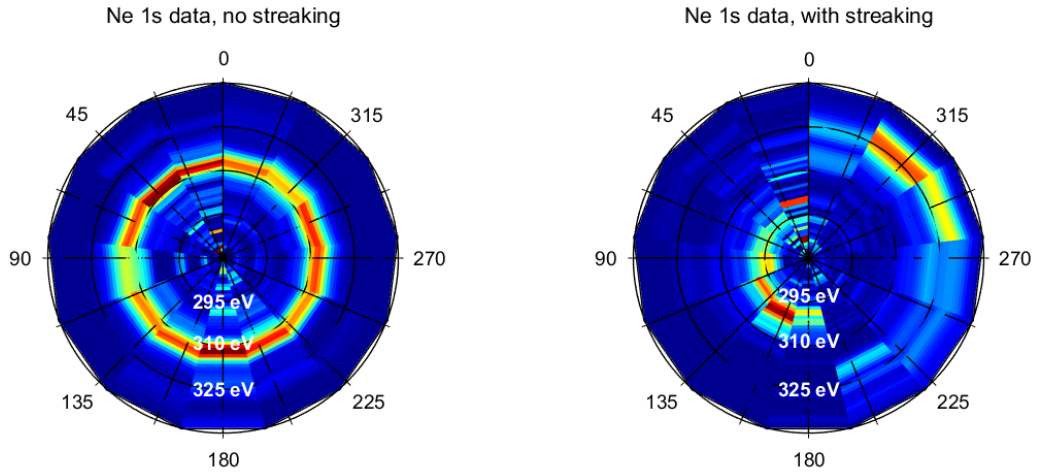 Ne 1s data, no streaking
0
45
315
90
270
295 eV
310 eV
325 eV
135
225
180
Ne 1s data, with streaking
0
45
315
90
270
295 eV
310 eV
325 eV
135
225
180